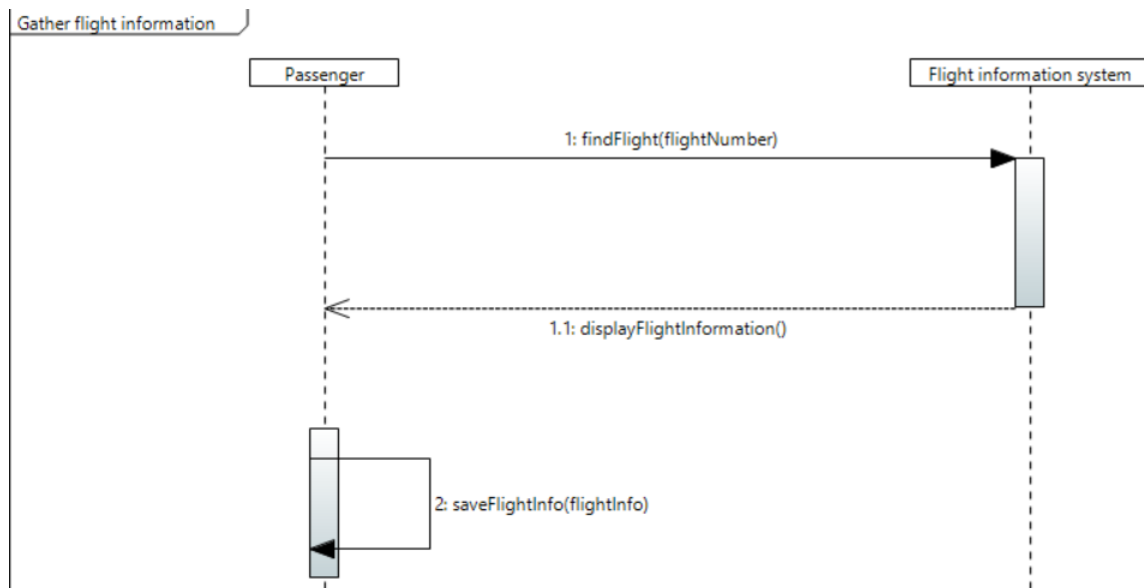 Gather flight information
Passenger
Flight information system
1: findFlight(flightNumber)
1.1: displayFlightInformation()
2: saveFlightInfo(flightInfo)